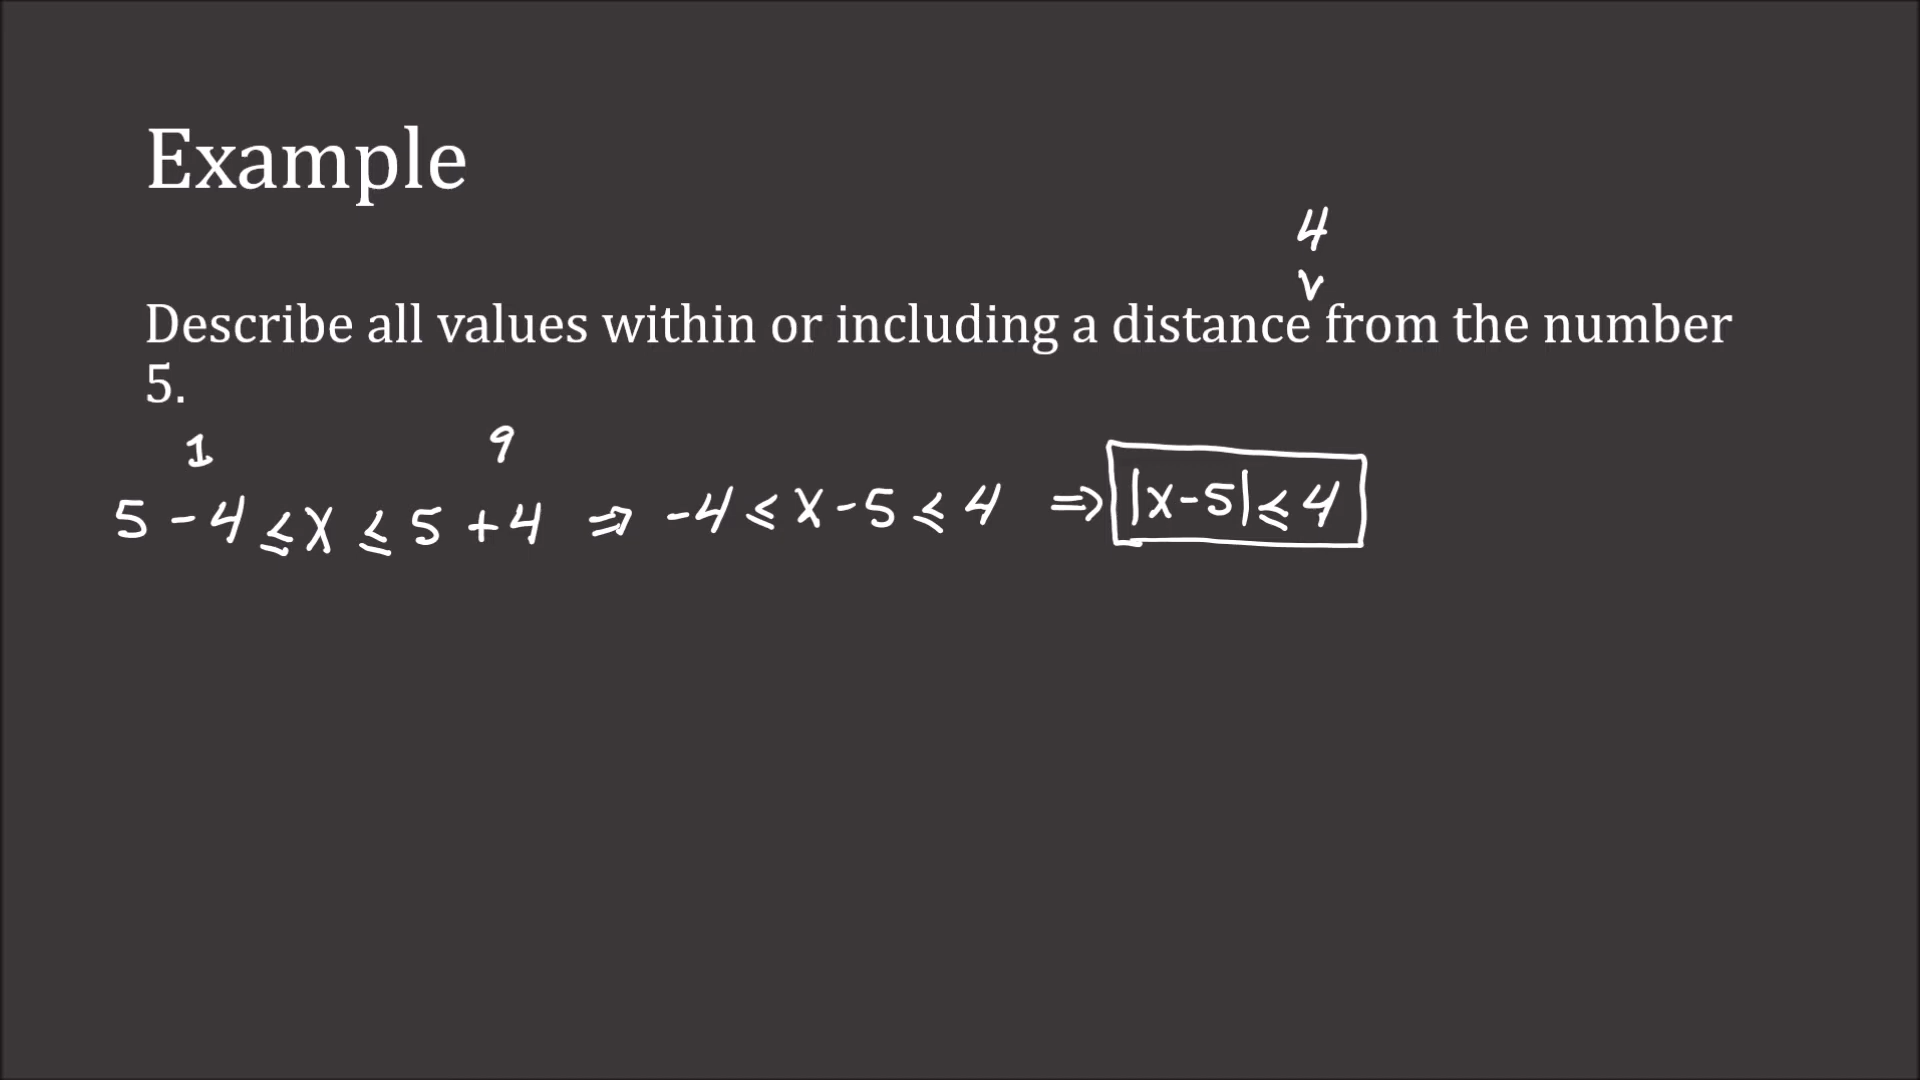 Example
4
v
Describe all values within or including a distance from the number
5.
1 9
5 - 4 ≤ x ≤ 5 + 4 ⇒ -4 ≤ x - 5 ≤ 4 ⇒ |x-5| ≤ 4